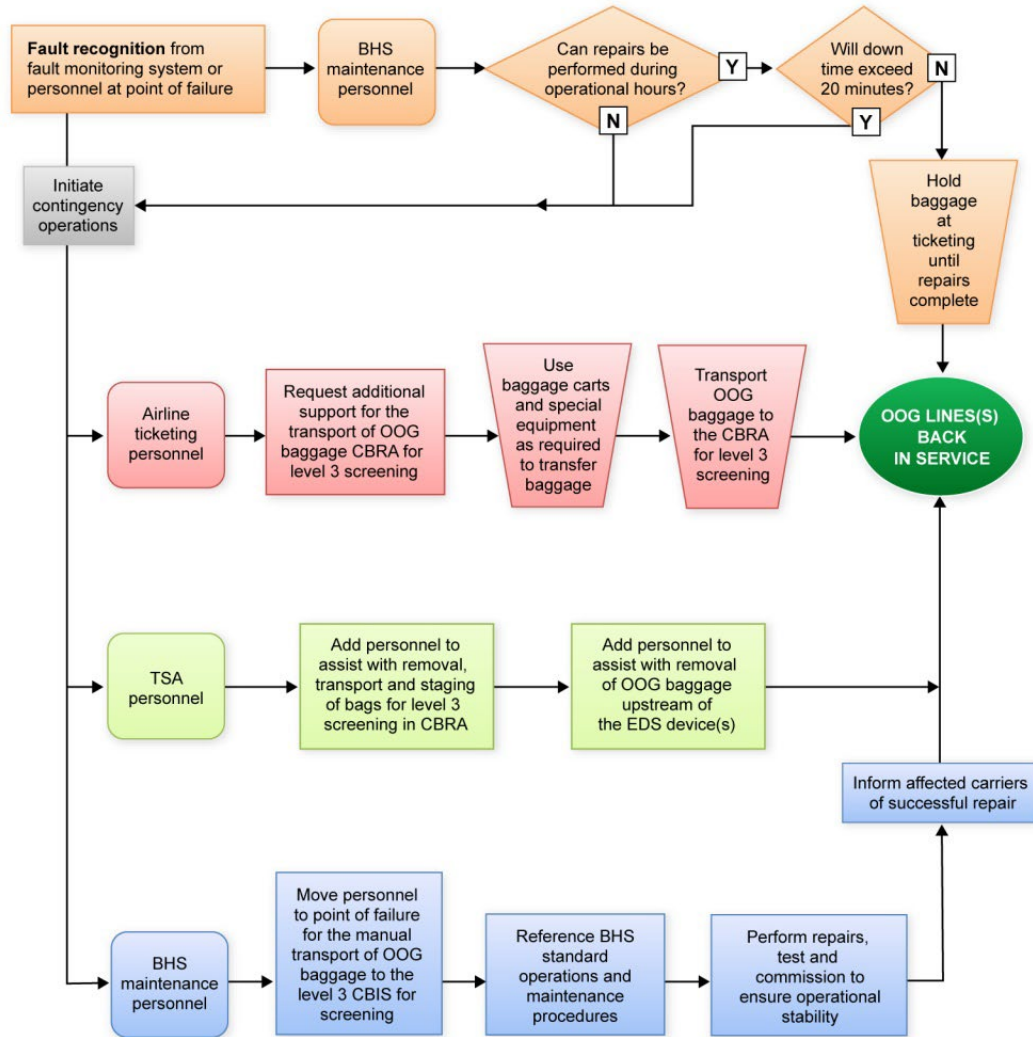 Fault recognition from
fault monitoring system or
personnel at point of failure
BHS
maintenance
personnel
Can repairs be
performed during
operational hours?
Y
N
Will down
time exceed
20 minutes?
N
Y
Initiate
contingency
operations
Hold
baggage
at
ticketing
until
repairs
complete
Airline
ticketing
personnel
Request additional
support for the
transport of OOG
baggage CBRA for
level 3 screening
Use
baggage carts
and special
equipment
as required
to transfer
baggage
Transport
OOG
baggage to
the CBRA
for level 3
screening
OOG LINES(S)
BACK
IN SERVICE
TSA
personnel
Add personnel to
assist with removal,
transport and staging
of bags for level 3
screening in CBRA
Add personnel to
assist with removal
of OOG baggage
upstream of
the EDS device(s)
Inform affected carriers
of successful repair
BHS
maintenance
personnel
Move personnel
to point of failure
for the manual
transport of OOG
baggage to the
level 3 CBIS for
screening
Reference BHS
standard
operations and
maintenance
procedures
Perform repairs,
test and
commission to
ensure operational
stability